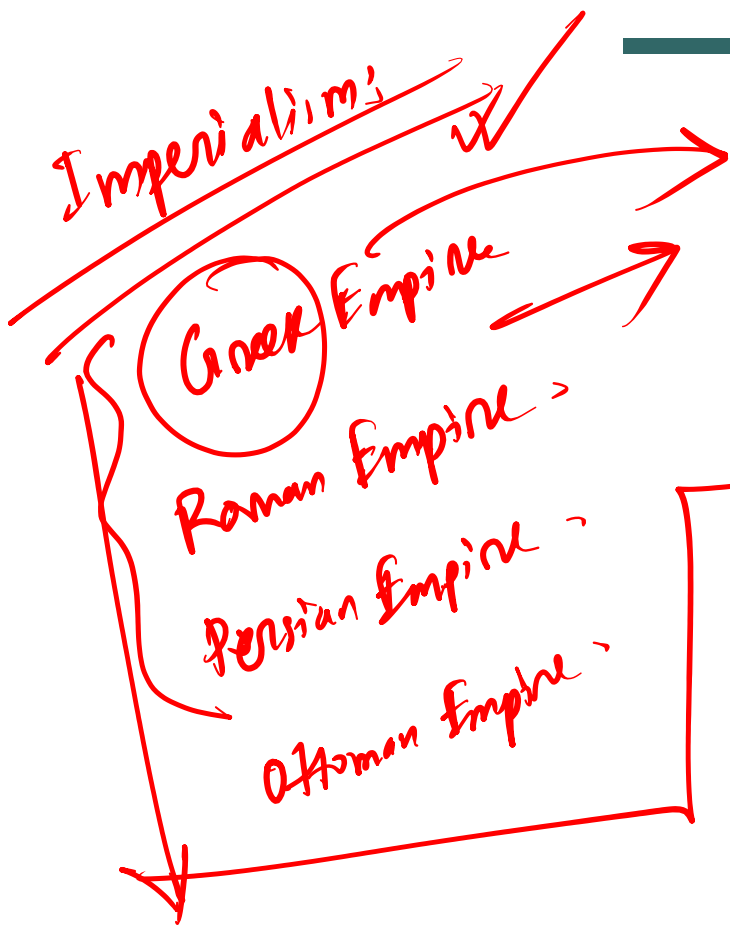 Imperialism:
Greek Empire
Roman Empire
Persian Empire
Ottoman Empire